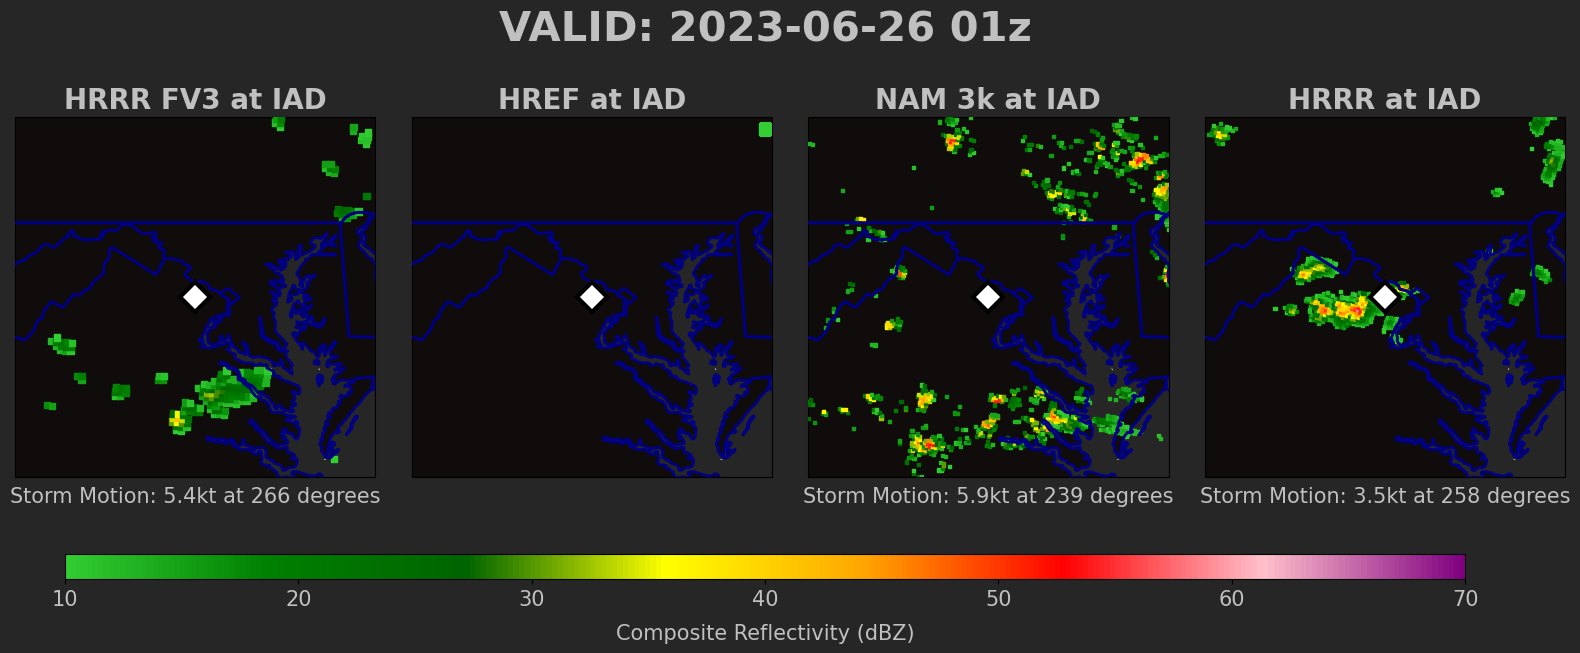 VALID: 2023-06-26 01z
HRRR FV3 at IAD
HREF at IAD
NAM 3k at IAD
HRRR at IAD
Storm Motion: 5.4kt at 266 degrees
Storm Motion: 5.9kt at 239 degrees
Storm Motion: 3.5kt at 258 degrees
10 20 30 40 50 60 70
Composite Reflectivity (dBZ)